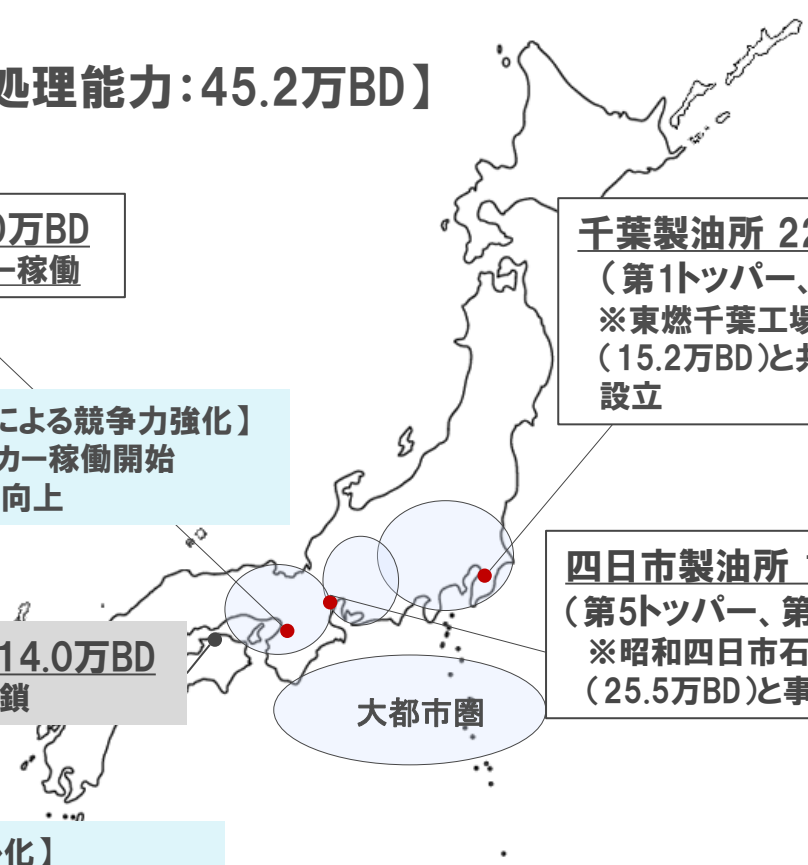 処理能力：45.2万BD】
0万BD
ー稼働
千葉製油所 22
（第1トッパー、
※東燃千葉工場
（15.2万BD）と共
設立
による競争力強化】
カー稼働開始
向上
四日市製油所
（第5トッパー、第
※昭和四日市石
（25.5万BD）と事
14.0万BD
鎖
大都市圏
化】